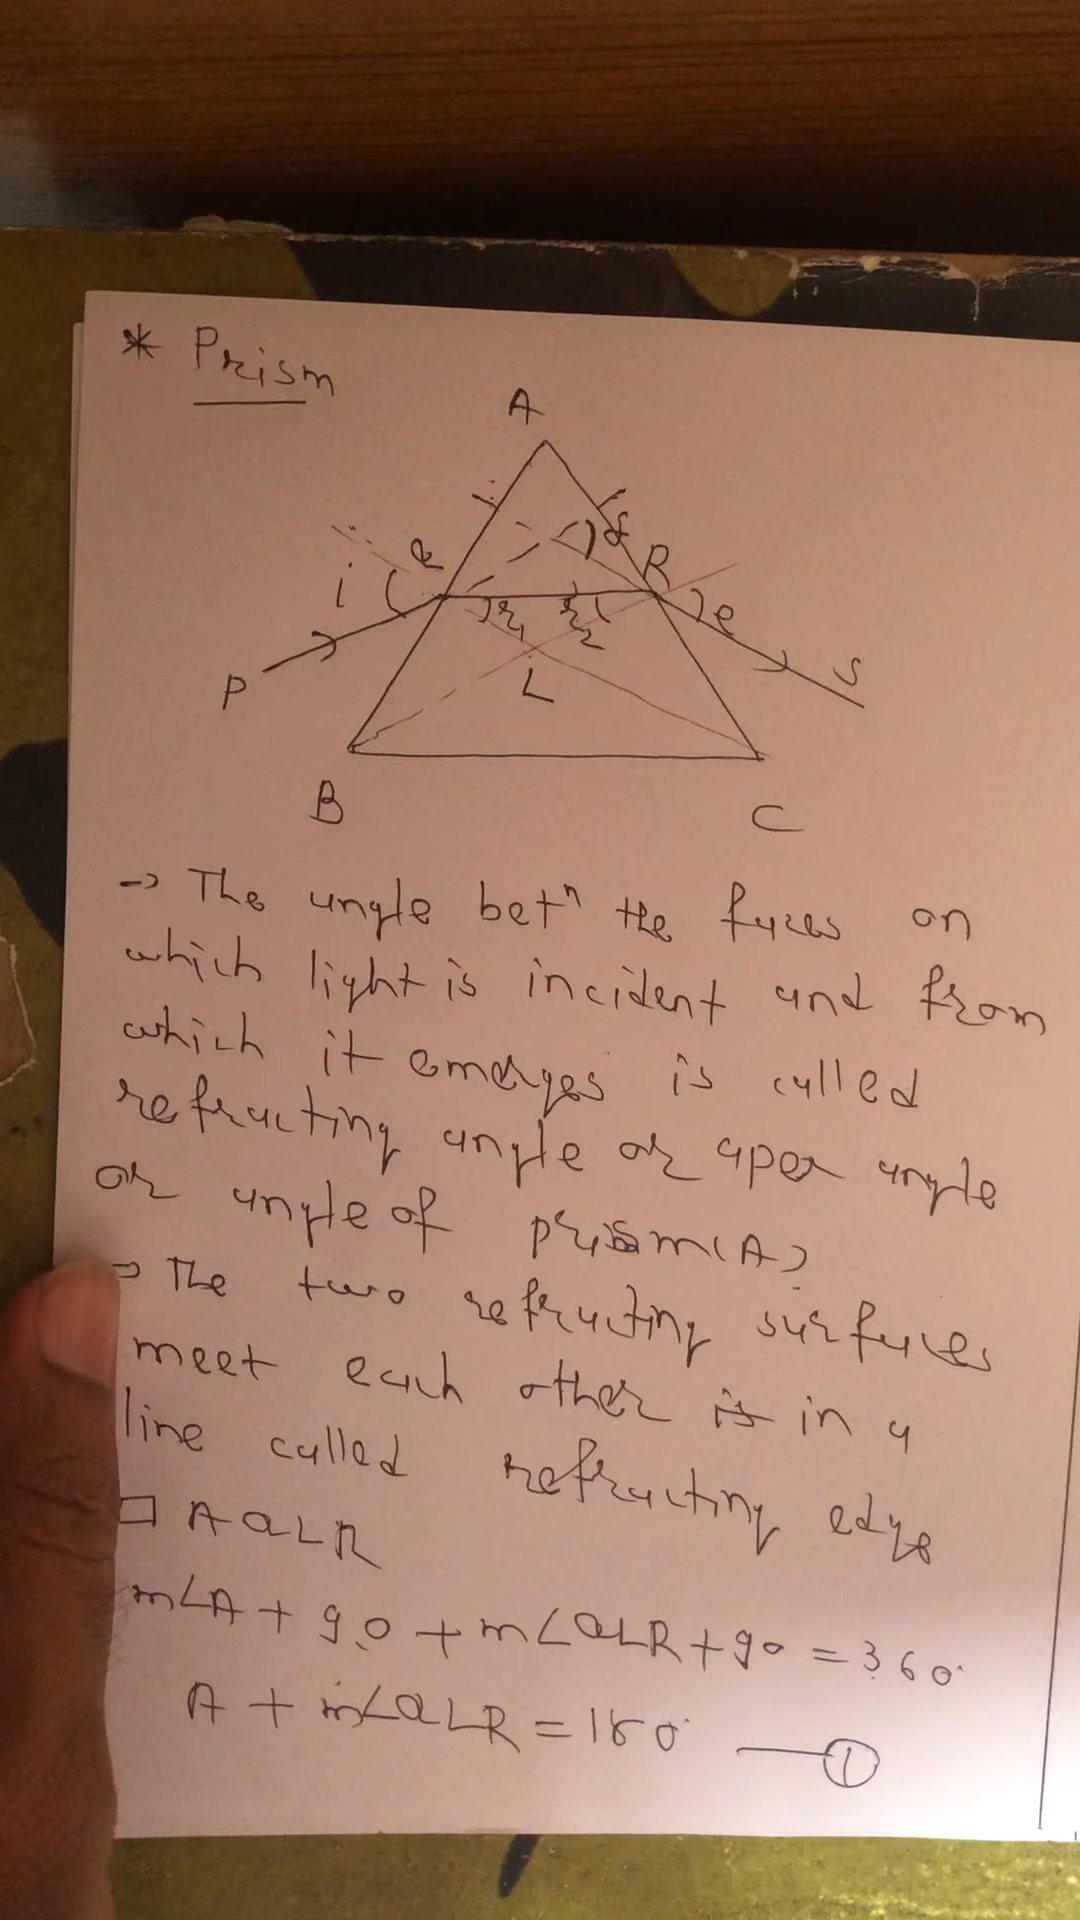 * Prism
A
Q
R
δ
i
r₁
r₂
e
P
L
S
B
C
→ The angle betⁿ the faces on
which light is incident and from
which it emerges is called
refracting angle or apex angle
or angle of prism (A)
→ The two refracting surfaces
meet each other is in a
line called refracting edge
□ AQLR
m∠A + 90 + m∠QLR + 90 = 360°
A + m∠QLR = 180° —— ①